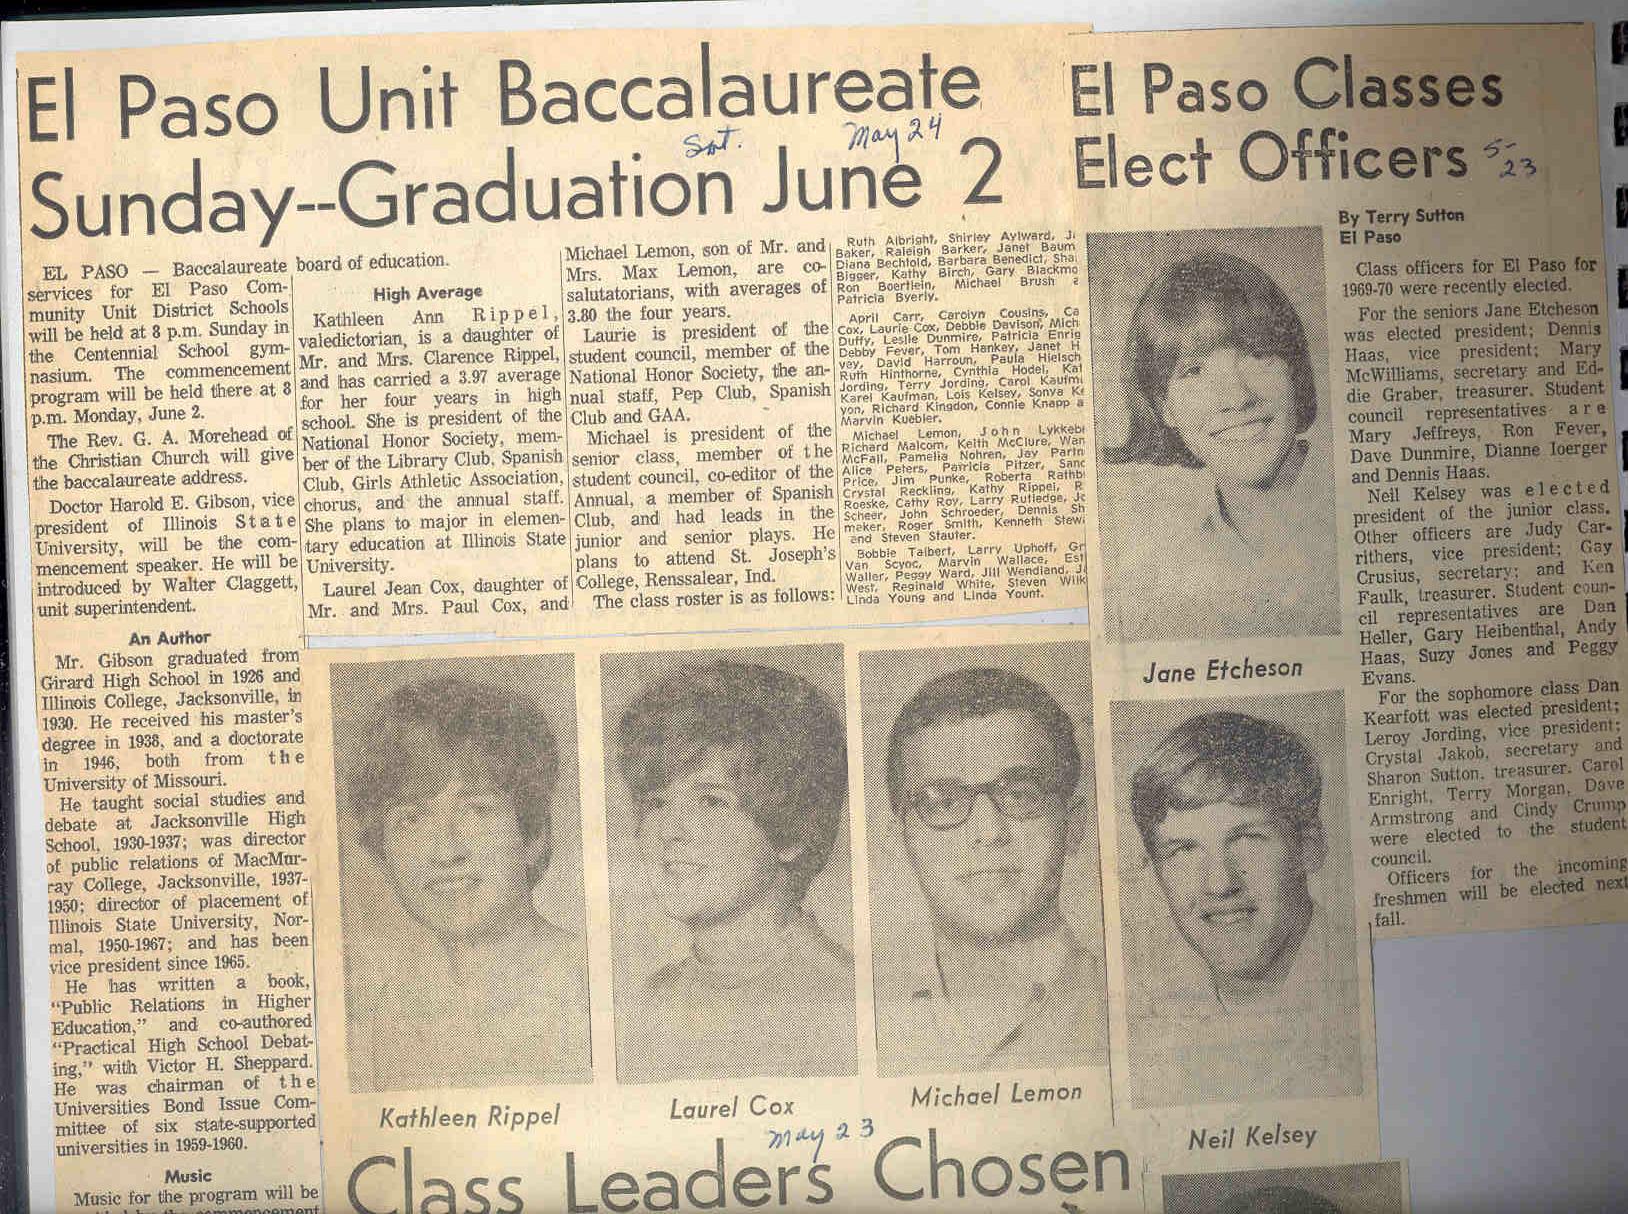 El Paso Unit Baccalaureate
Sat. May 24
Sunday--Graduation June 2
EL PASO — Baccalaureate
services for El Paso Com-
munity Unit District Schools
will be held at 8 p.m. Sunday in
the Centennial School gym-
nasium. The commencement
program will be held there at 8
p.m. Monday, June 2.
The Rev. G. A. Morehead of
the Christian Church will give
the baccalaureate address.
Doctor Harold E. Gibson, vice
president of Illinois State
University, will be the com-
mencement speaker. He will be
introduced by Walter Claggett,
unit superintendent.
An Author
Mr. Gibson graduated from
Girard High School in 1926 and
Illinois College, Jacksonville, in
1930. He received his master's
degree in 1938, and a doctorate
in 1946, both from the
University of Missouri.
He taught social studies and
debate at Jacksonville High
School, 1930-1937; was director
of public relations of MacMur-
ray College, Jacksonville, 1937-
1950; director of placement of
Illinois State University, Nor-
mal, 1950-1967; and has been
vice president since 1965.
He has written a book,
"Public Relations in Higher
Education," and co-authored
"Practical High School Debat-
ing," with Victor H. Sheppard.
He was chairman of the
Universities Bond Issue Com-
mittee of six state-supported
universities in 1959-1960.
Music
Music for the program will be
board of education.
High Average
Kathleen Ann Rippel,
valedictorian, is a daughter of
Mr. and Mrs. Clarence Rippel,
and has carried a 3.97 average
for her four years in high
school. She is president of the
National Honor Society, mem-
ber of the Library Club, Spanish
Club, Girls Athletic Association,
chorus, and the annual staff.
She plans to major in elemen-
tary education at Illinois State
University.
Laurel Jean Cox, daughter of
Mr. and Mrs. Paul Cox, and
Michael Lemon, son of Mr. and
Mrs. Max Lemon, are co-
salutatorians, with averages of
3.80 the four years.
Laurie is president of the
student council, member of the
National Honor Society, the an-
nual staff, Pep Club, Spanish
Club and GAA.
Michael is president of the
senior class, member of the
student council, co-editor of the
Annual, a member of Spanish
Club, and had leads in the
junior and senior plays. He
plans to attend St. Joseph's
College, Renssalear, Ind.
The class roster is as follows:
Ruth Albright, Shirley Aylward,
Baker, Raleigh Barker, Janet Baum
Diana Bechtold, Barbara Benedict, Sha
Bigger, Kathy Birch, Gary Blackmo
Ron Boertlein, Michael Brush
Patricia Byerly.
April Carr, Carolyn Cousins, Ca
Cox, Laurie Cox, Debbie Davison, Mich
Duffy, Leslie Dunmire, Patricia Enrig
Debby Fever, Tom Hankey, Janet H
vey, David Harroun, Paula Hielsch
Ruth Hinthorne, Cynthia Hodel, Kat
Jording, Terry Jording, Carol Kaufm
Karel Kaufman, Lois Kelsey, Sonya Ke
yon, Richard Kingdon, Connie Knapp a
Marvin Kuebler.
Michael Lemon, John Lykkeb
Richard Malcom, Keith McClure, Wan
McFall, Pamelia Nohren, Jay Partn
Alice Peters, Patricia Pitzer, Sand
Price, Jim Punke, Roberta Rathb
Crystal Reckling, Kathy Rippel, R
Roeske, Cathy Roy, Larry Rutledge, Jo
Scheer, John Schroeder, Dennis Sh
maker, Roger Smith, Kenneth Stew
and Steven Stauter.
Bobbie Talbert, Larry Uphoff, Gr
Van Scyoc, Marvin Wallace, Est
Waller, Peggy Ward, Jill Wendland,
West, Reginald White, Steven Wilk
Linda Young and Linda Yount.
Kathleen Rippel
Laurel Cox
Michael Lemon
May 23
Class Leaders Chosen
El Paso Classes
Elect Officers
5-
23
By Terry Sutton
El Paso
Class officers for El Paso for
1969-70 were recently elected.
For the seniors Jane Etcheson
was elected president; Dennis
Haas, vice president; Mary
McWilliams, secretary and Ed-
die Graber, treasurer. Student
council representatives are
Mary Jeffreys, Ron Fever,
Dave Dunmire, Dianne Ioerger
and Dennis Haas.
Neil Kelsey was elected
president of the junior class.
Other officers are Judy Car-
rithers, vice president; Gay
Crusius, secretary; and Ken
Faulk, treasurer. Student coun-
cil representatives are Dan
Heller, Gary Heibenthal, Andy
Haas, Suzy Jones and Peggy
Evans.
For the sophomore class Dan
Kearfott was elected president;
Leroy Jording, vice president;
Crystal Jakob, secretary and
Sharon Sutton, treasurer. Carol
Enright, Terry Morgan, Dave
Armstrong and Cindy Crump
were elected to the student
council.
Officers for the incoming
freshmen will be elected next
fall.
Jane Etcheson
Neil Kelsey